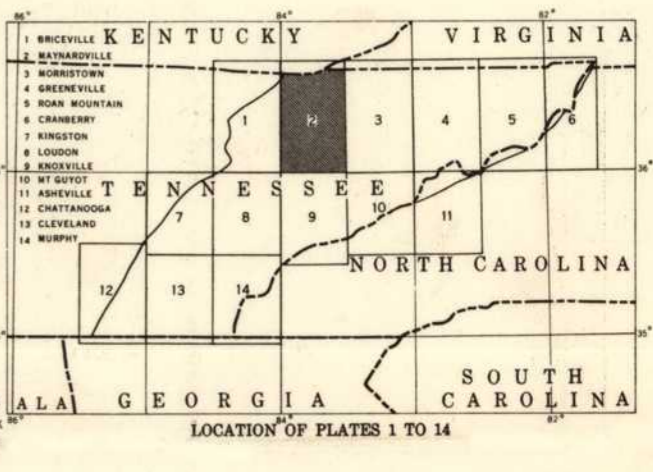 86° 84° 82°
KENTUCKY VIRGINIA
1 BRICEVILLE
2 MAYNARDVILLE
3 MORRISTOWN
4 GREENEVILLE
5 ROAN MOUNTAIN
6 CRANBERRY
7 KINGSTON
8 LOUDON
9 KNOXVILLE
10 MT GUYOT
11 ASHEVILLE
12 CHATTANOOGA
13 CLEVELAND
14 MURPHY
1 2 3 4 5 6
36°
TENNESSEE
7 8 9 10 11
NORTH CAROLINA
12 13 14
35°
SOUTH
ALA GEORGIA CAROLINA
86° 84° 82°
LOCATION OF PLATES 1 TO 14